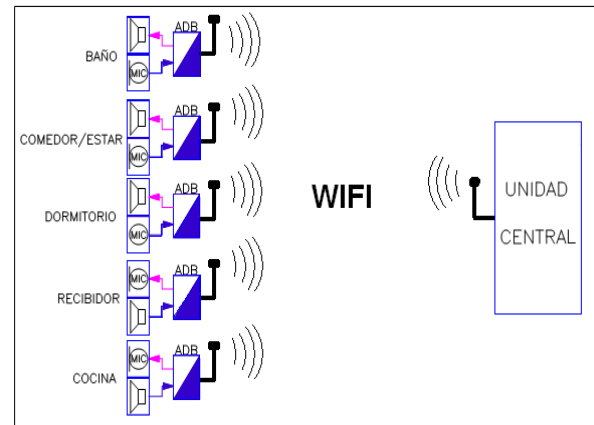 ADB
BAÑO
MIC
ADB
COMEDOR/ESTAR
MIC
ADB
DORMITORIO
MIC
WIFI
UNIDAD
CENTRAL
ADB
MIC
RECIBIDOR
ADB
MIC
COCINA